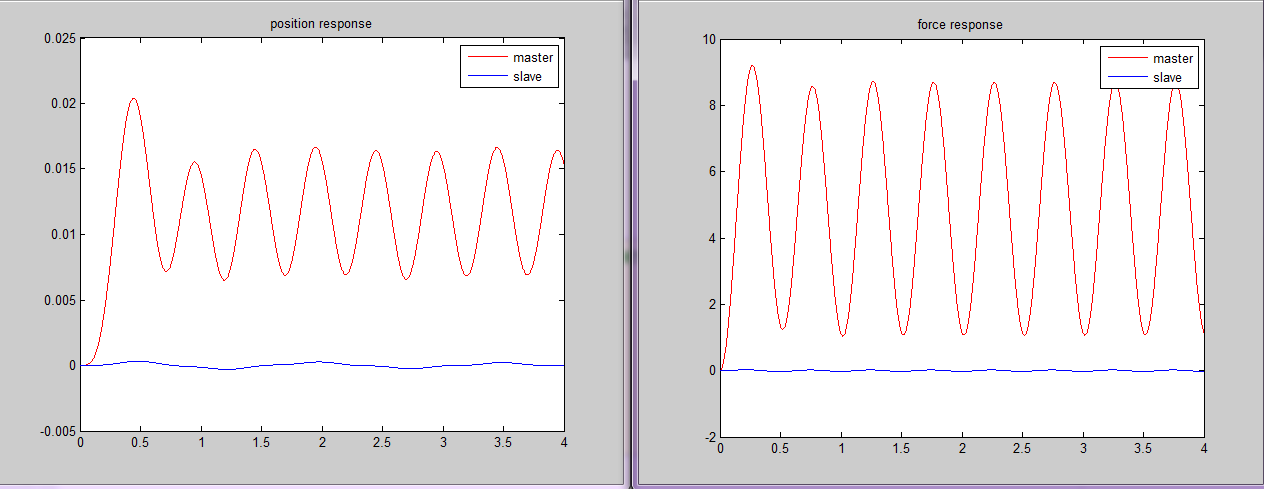 position response
0.025
0.02
0.015
0.01
0.005
0
-0.005
0 0.5 1 1.5 2 2.5 3 3.5 4
master
slave
force response
10
8
6
4
2
0
-2
0 0.5 1 1.5 2 2.5 3 3.5 4
master
slave